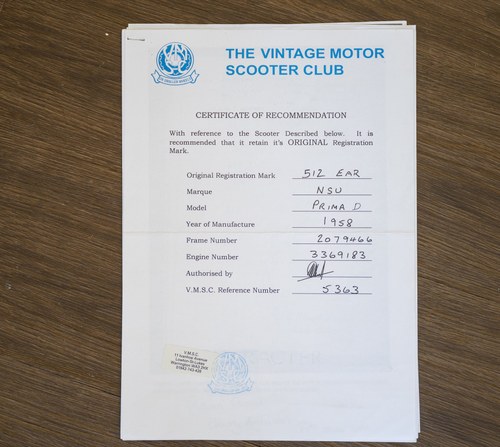 THE VINTAGE MOTOR
SCOOTER CLUB
CERTIFICATE OF RECOMMENDATION
With reference to the Scooter Described below. It is
recommended that it retain it's ORIGINAL Registration
Mark.
Original Registration Mark 512 EAR
Marque NSU
Model PRIMA D
Year of Manufacture 1958
Frame Number 2079466
Engine Number 3369183
Authorised by
V.M.S.C. Reference Number 5363
V.M.S.C.